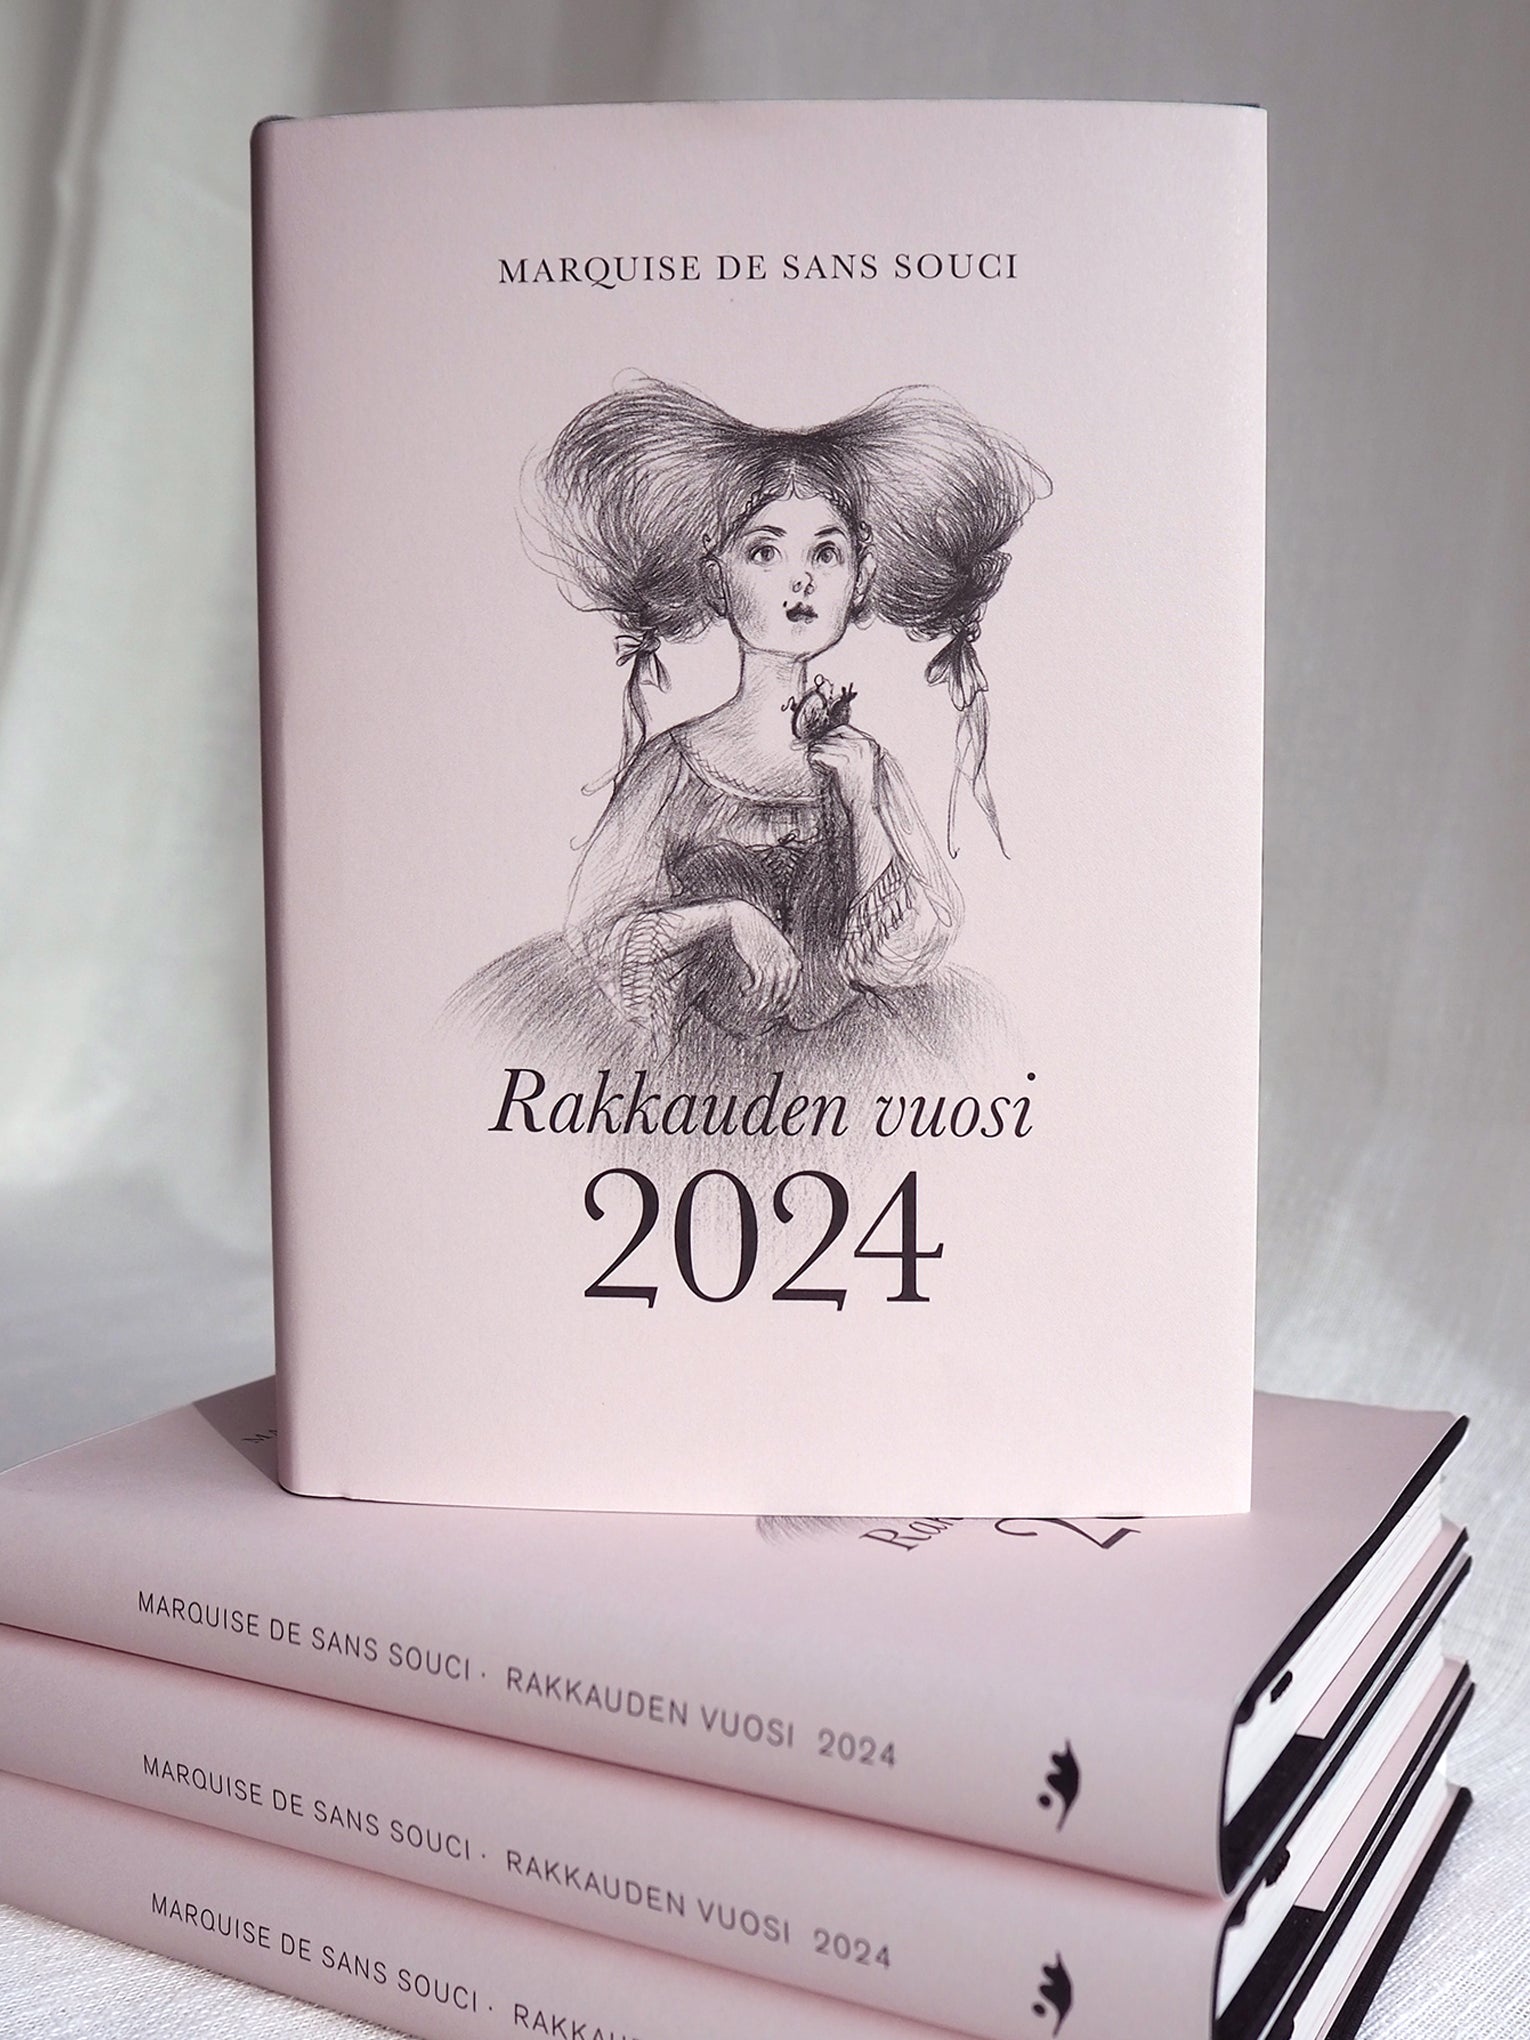 MARQUISE DE SANS SOUCI
Rakkauden vuosi
2024
MARQUISE DE SANS SOUCI · RAKKAUDEN VUOSI 2024
MARQUISE DE SANS SOUCI · RAKKAUDEN VUOSI 2024
MARQUISE DE SANS SOUCI ·